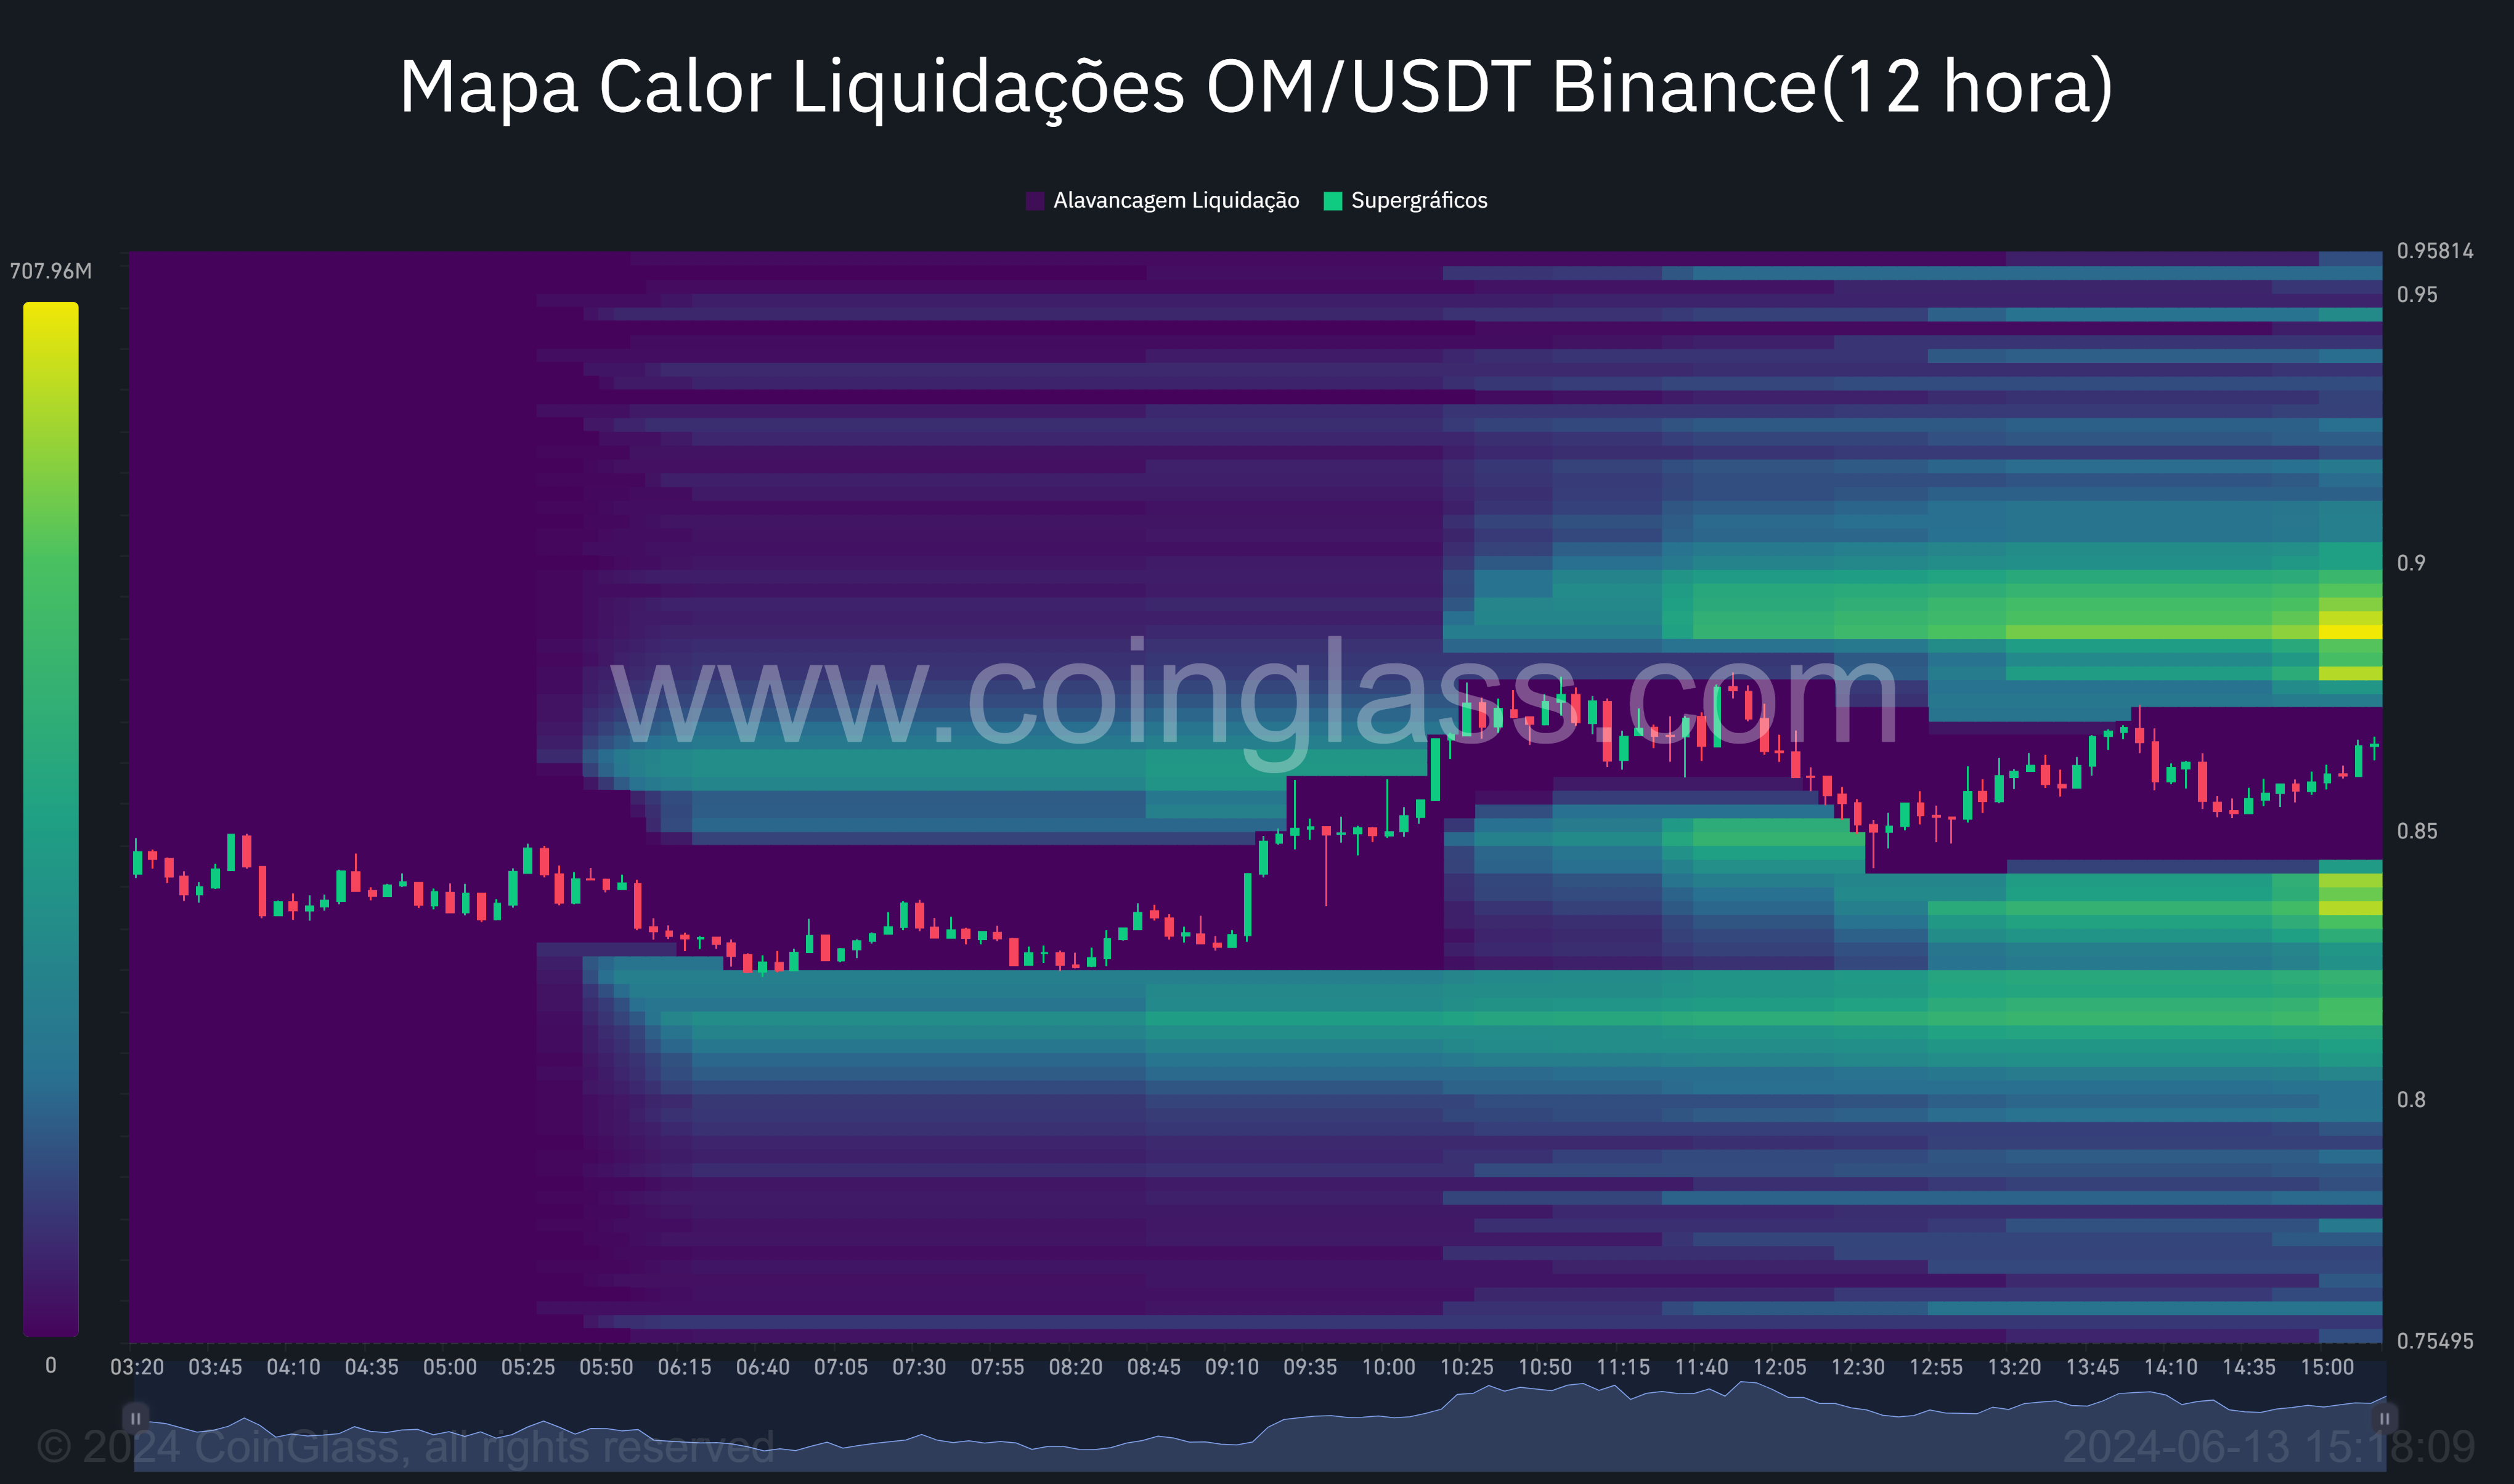 Mapa Calor Liquidações OM/USDT Binance(12 hora)
Alavancagem Liquidação Supergráficos
707.96M
0
0.95814
0.95
0.9
0.85
0.8
0.75495
www.coinglass.com
03:20 03:45 04:10 04:35 05:00 05:25 05:50 06:15 06:40 07:05 07:30 07:55 08:20 08:45 09:10 09:35 10:00 10:25 10:50 11:15 11:40 12:05 12:30 12:55 13:20 13:45 14:10 14:35 15:00
© 2024 CoinGlass, all rights reserved
2024-06-13 15:18:09